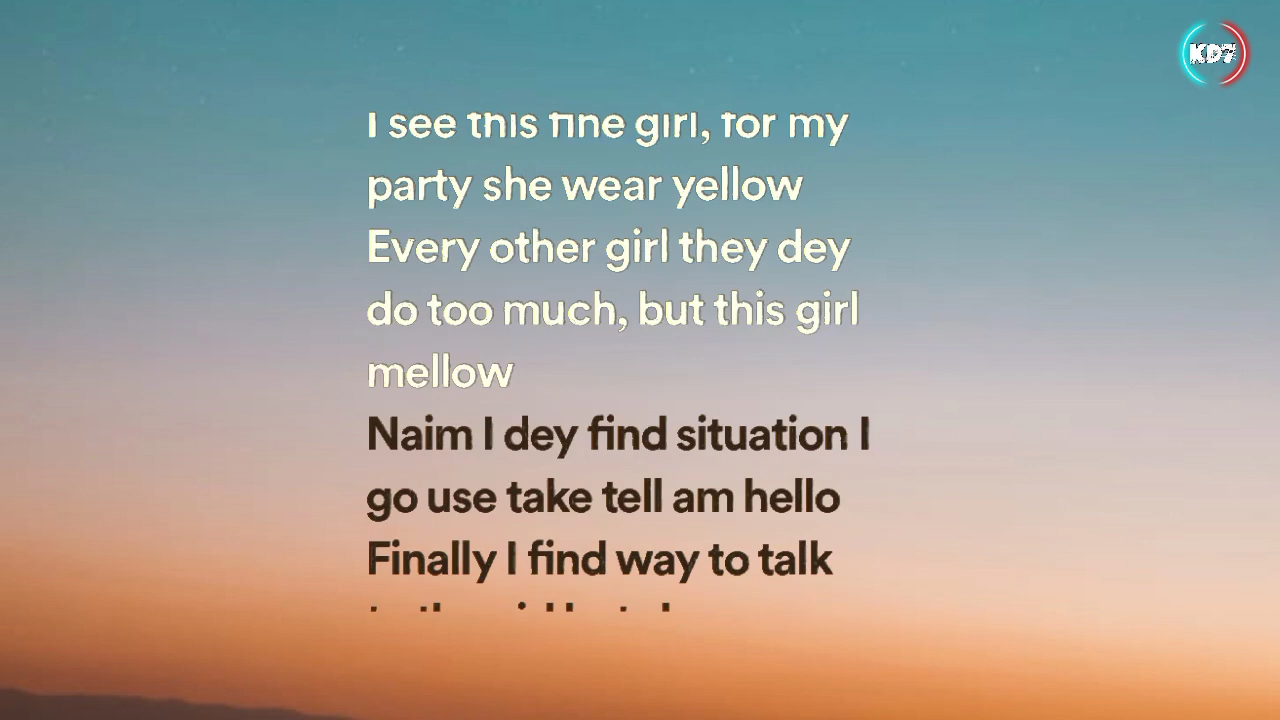 KD7
I see this fine girl, for my
party she wear yellow
Every other girl they dey
do too much, but this girl
mellow
Naim I dey find situation I
go use take tell am hello
Finally I find way to talk